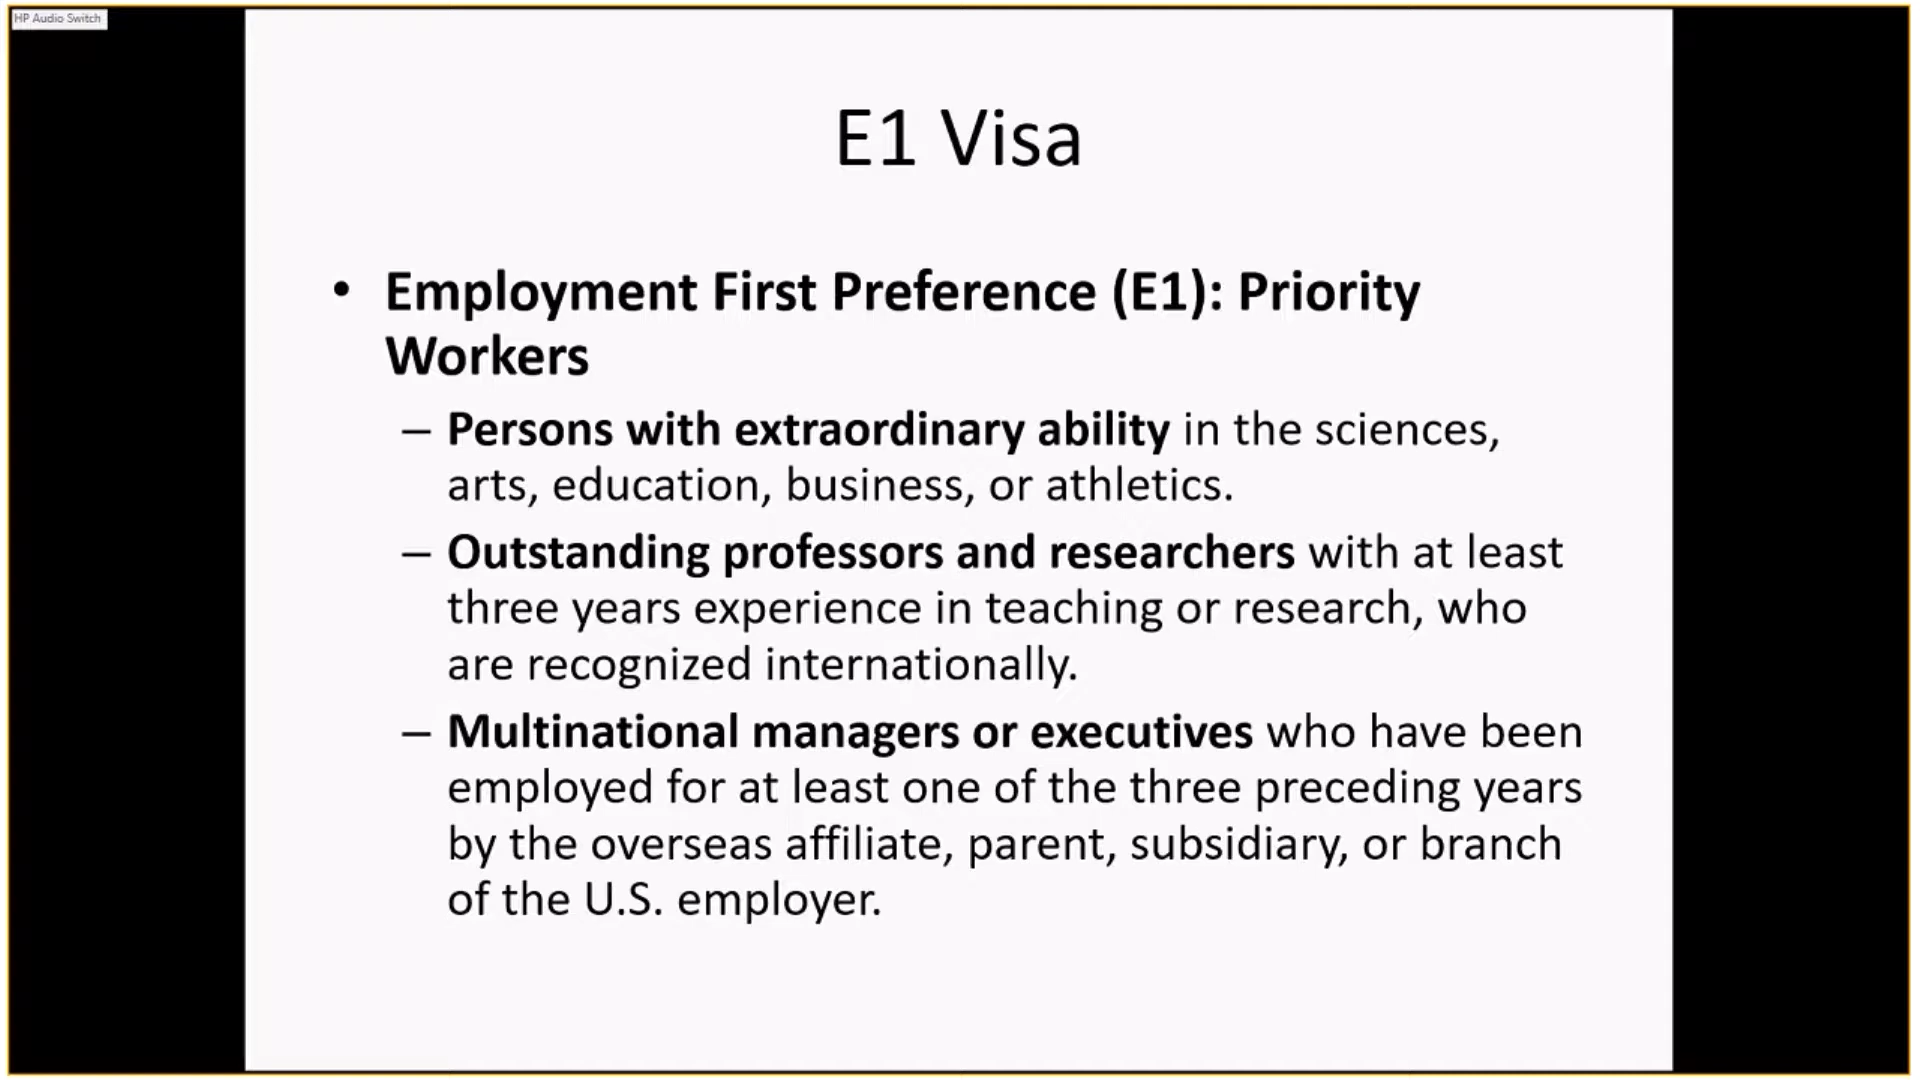 HP Audio Switch
E1 Visa
• Employment First Preference (E1): Priority
Workers
– Persons with extraordinary ability in the sciences,
arts, education, business, or athletics.
– Outstanding professors and researchers with at least
three years experience in teaching or research, who
are recognized internationally.
– Multinational managers or executives who have been
employed for at least one of the three preceding years
by the overseas affiliate, parent, subsidiary, or branch
of the U.S. employer.